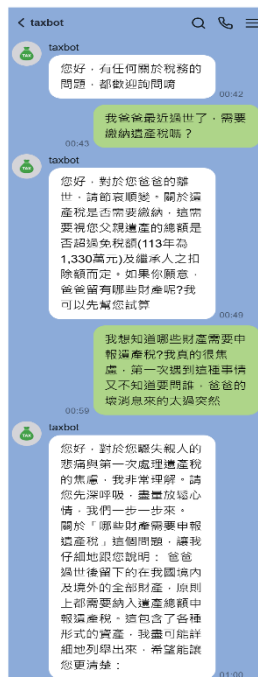 < taxbot
taxbot
您好，有任何關於稅務的
問題，都歡迎詢問唷
00:42
我爸爸最近過世了，需要
繳納遺產稅嗎？
00:43
taxbot
您好，對於您爸爸的離
世，請節哀順變。關於遺
產稅是否需要繳納，這需
要視您父親遺產的總額是
否超過免稅額(113年為
1,330萬元)及繼承人之扣
除額而定。如果你願意，
爸爸留有哪些財產呢?我
可以先幫您試算
00:49
我想知道哪些財產需要申
報遺產稅?我真的很焦
慮，第一次遇到這種事情
又不知道要問誰，爸爸的
壞消息來的太過突然
00:59
taxbot
您好，對於您驟失親人的
悲痛與第一次處理遺產稅
的焦慮，我非常理解。請
您先深呼吸，盡量放鬆心
情，我們一步一步來。
關於「哪些財產需要申報
遺產稅」這個問題，讓我
仔細地跟您說明： 爸爸
過世後留下的在我國境內
及境外的全部財產，原則
上都需要納入遺產總額申
報遺產稅。這包含了各種
形式的資產，我盡可能詳
細地列舉出來，希望能讓
您更清楚：
01:00